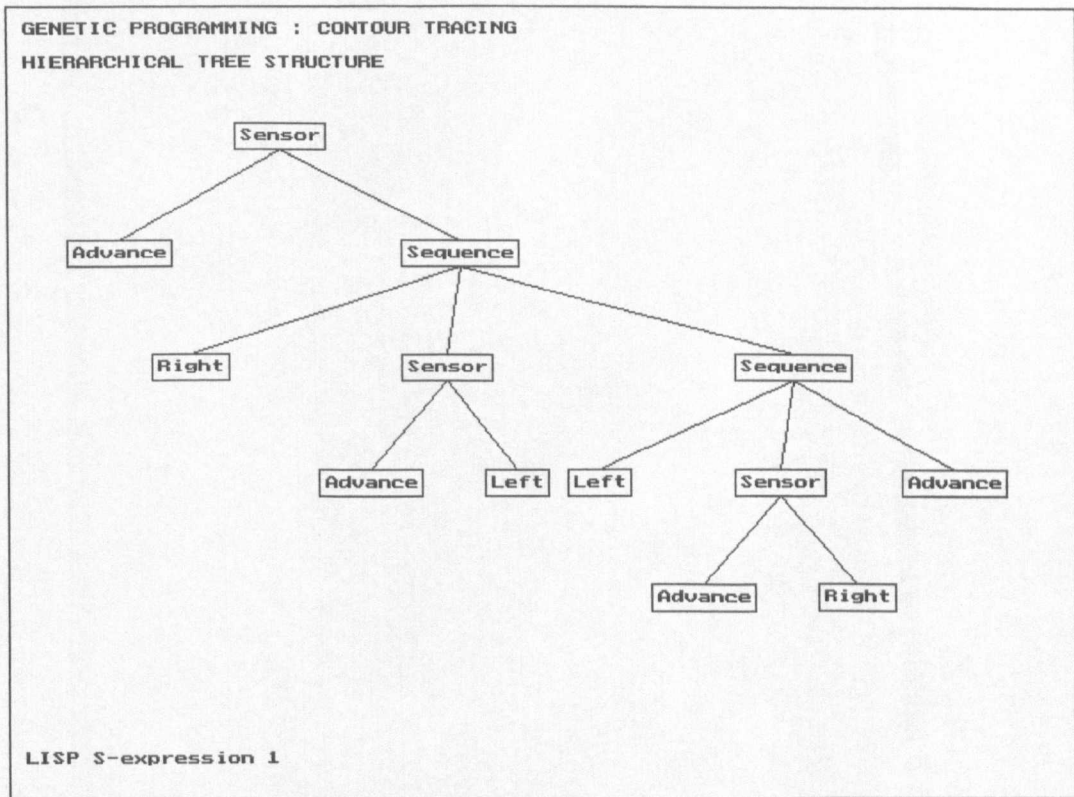 GENETIC PROGRAMMING : CONTOUR TRACING
HIERARCHICAL TREE STRUCTURE
Sensor
Advance Sequence
Right Sensor Sequence
Advance Left Left Sensor Advance
Advance Right
LISP S-expression 1